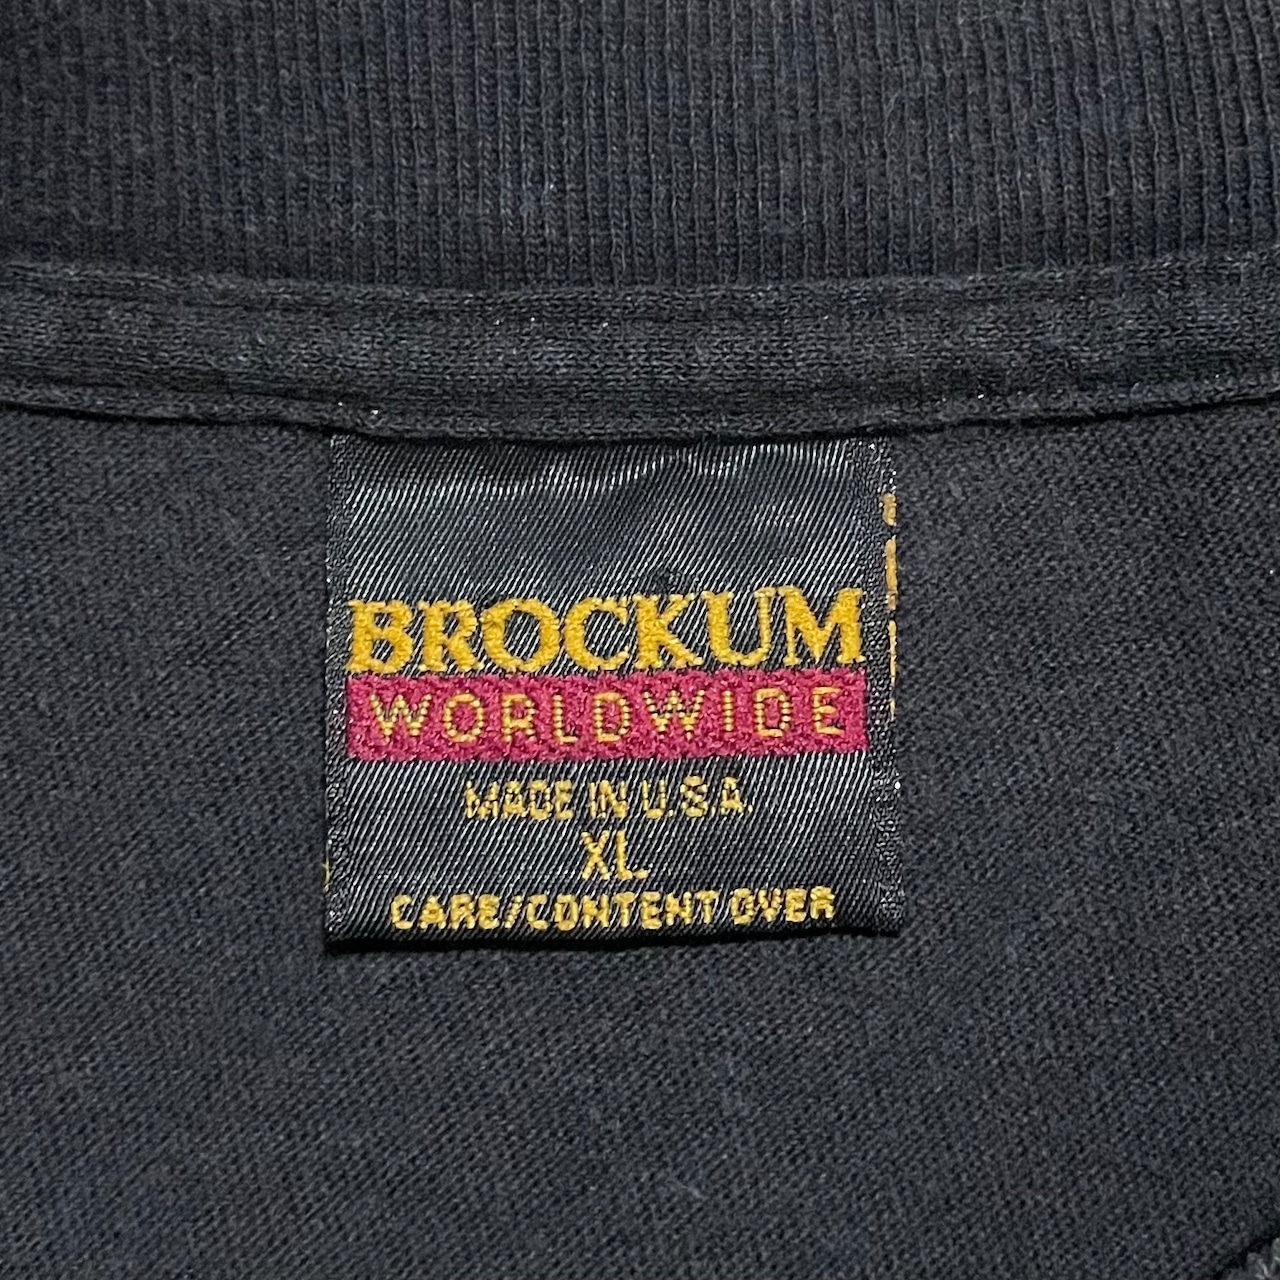 BROCKUM
WORLDWIDE
MADE IN U.S.A.
XL
CARE/CONTENT OVER